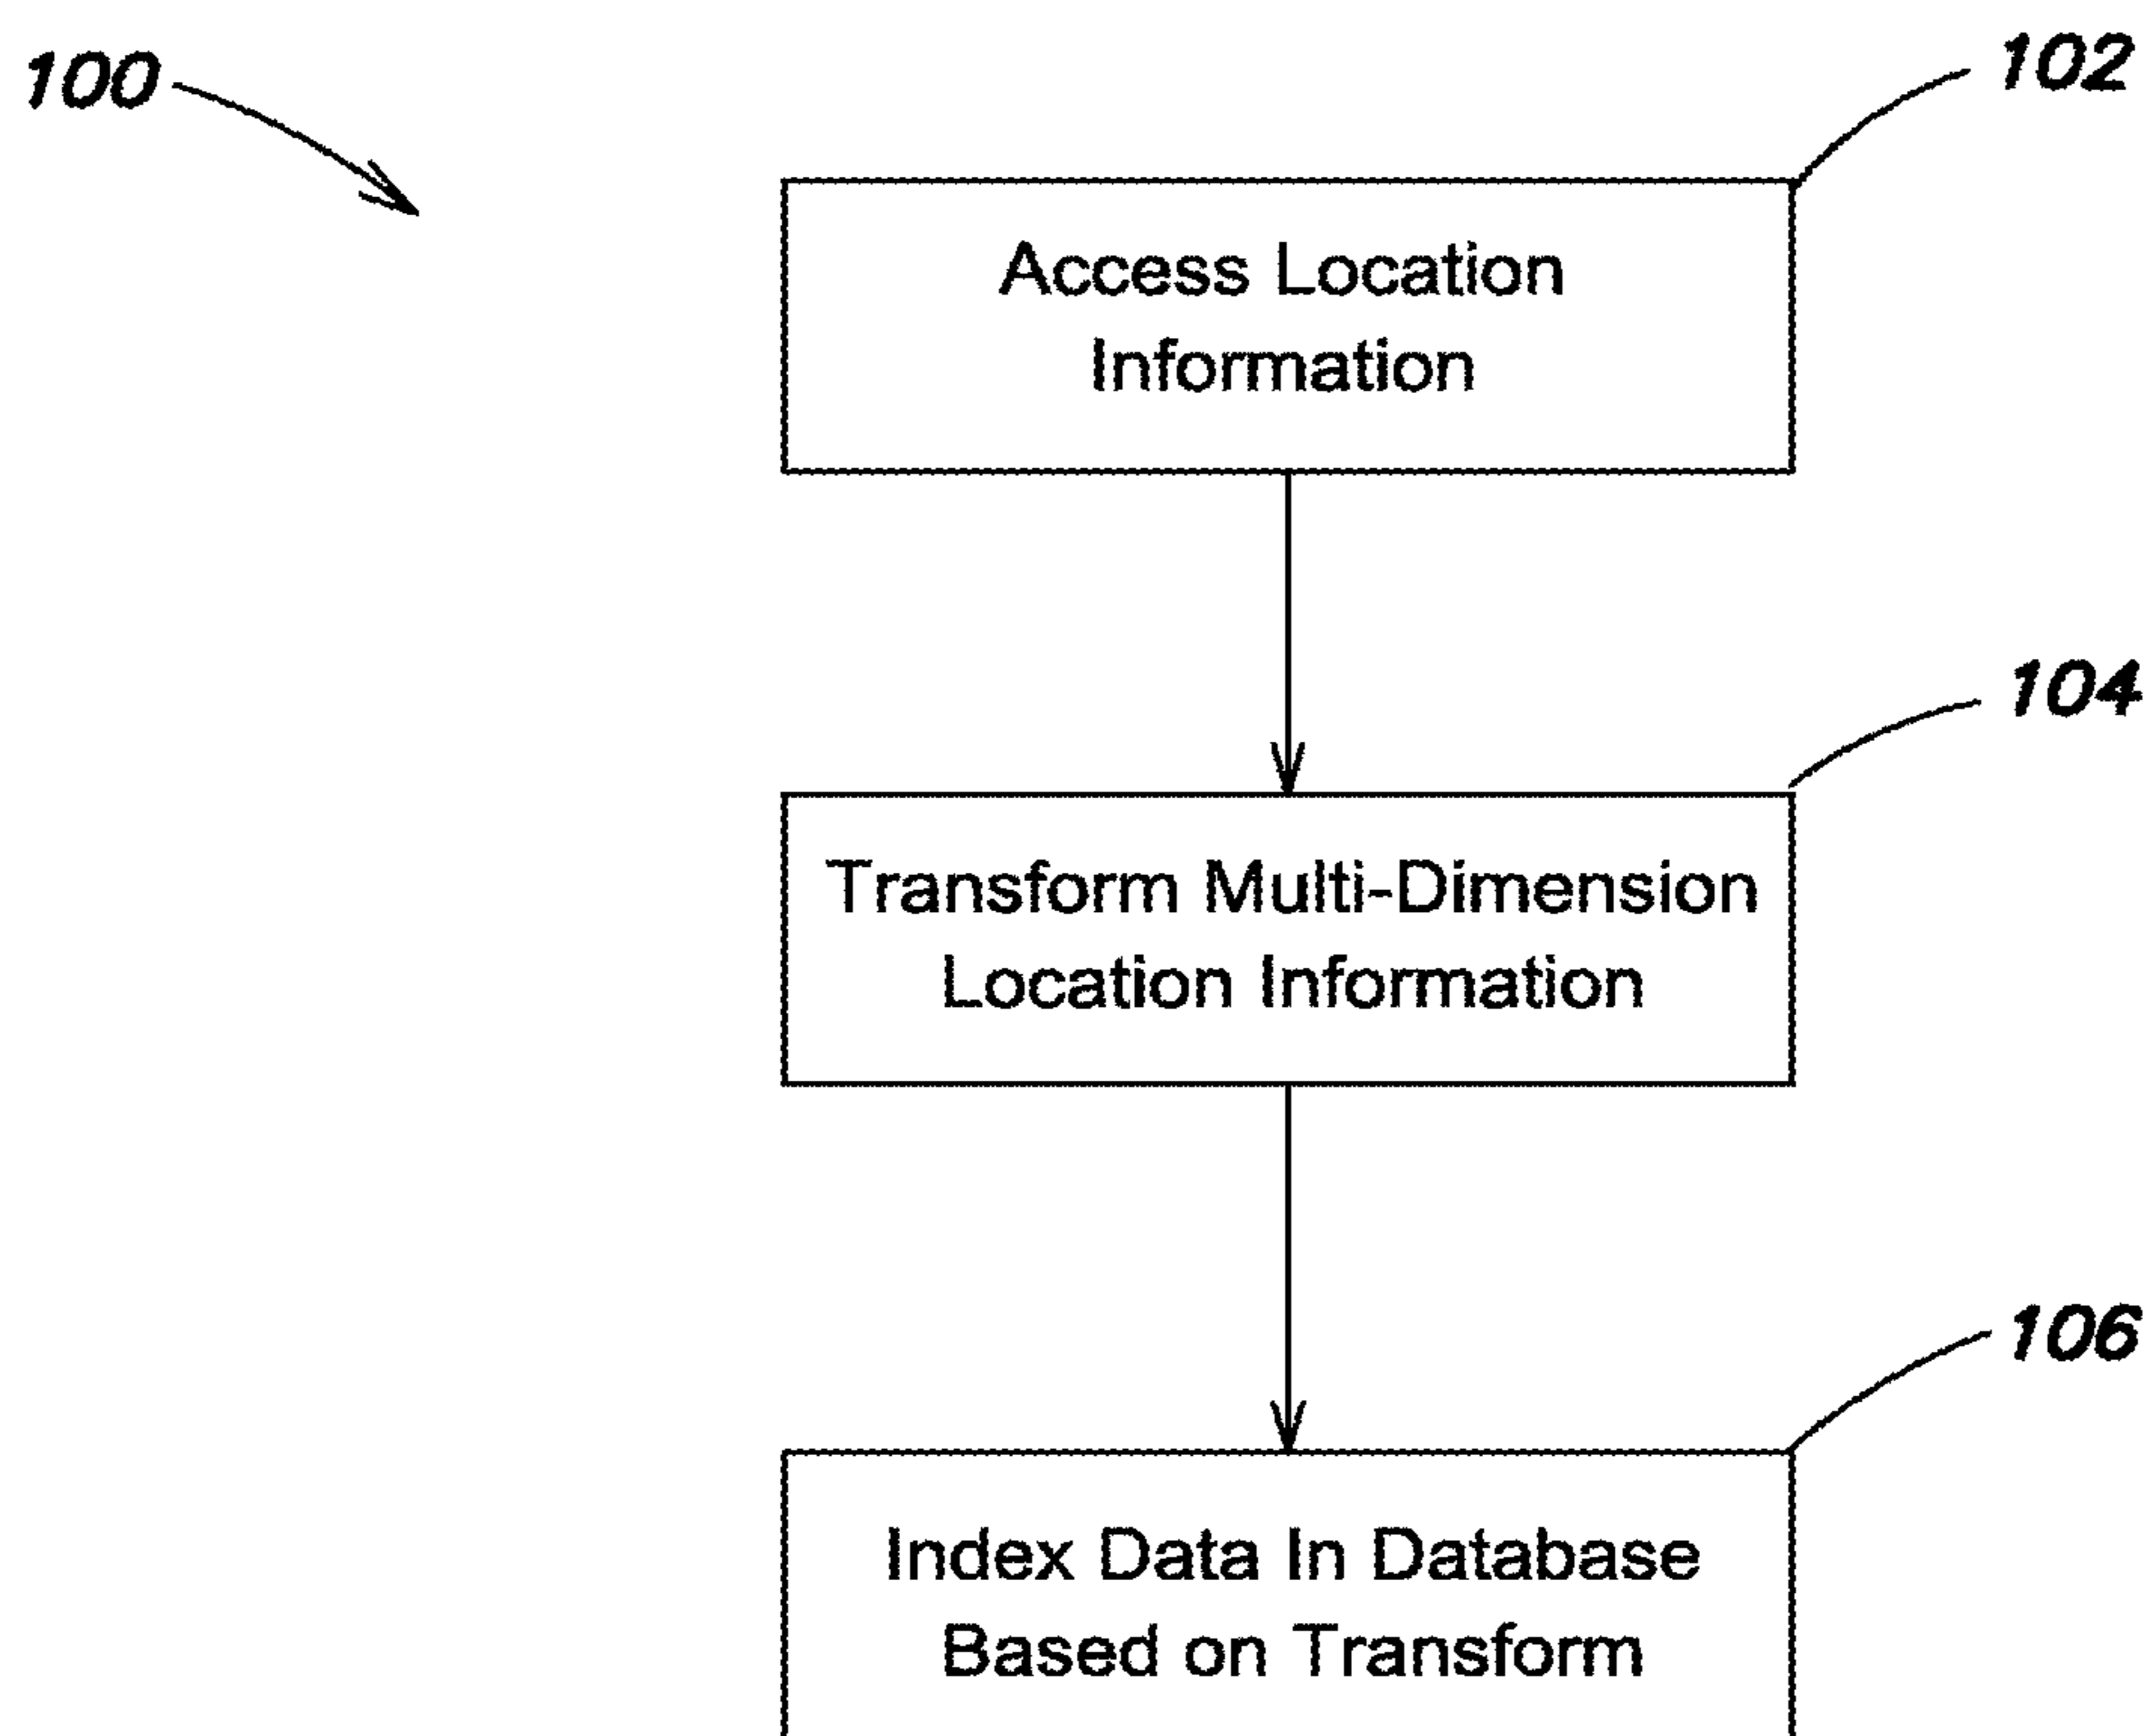 100
102
Access Location
Information
104
Transform Multi-Dimension
Location Information
106
Index Data In Database
Based on Transform